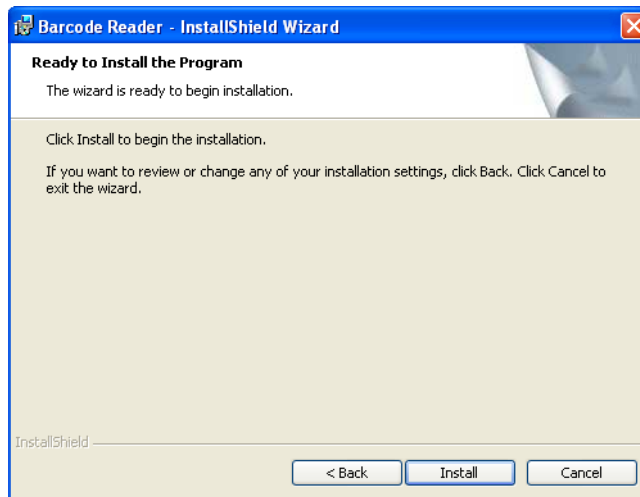 Barcode Reader - InstallShield Wizard
Ready to Install the Program
The wizard is ready to begin installation.
Click Install to begin the installation.
If you want to review or change any of your installation settings, click Back. Click Cancel to
exit the wizard.
InstallShield
< Back Install Cancel